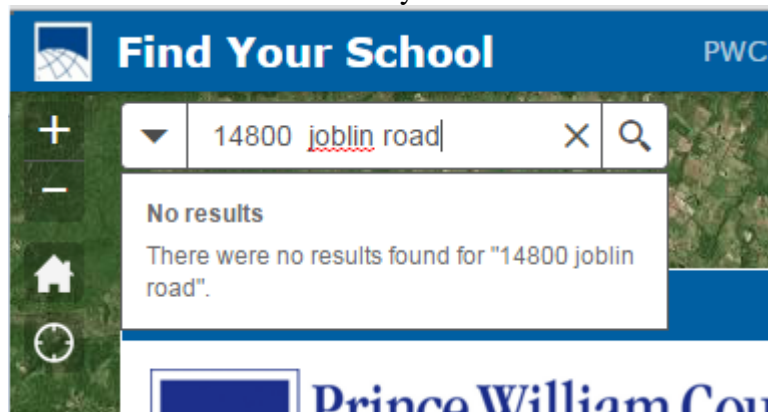 Find Your School
PWC
14800 joblin road
No results
There were no results found for "14800 joblin
road".
Prince William Cou